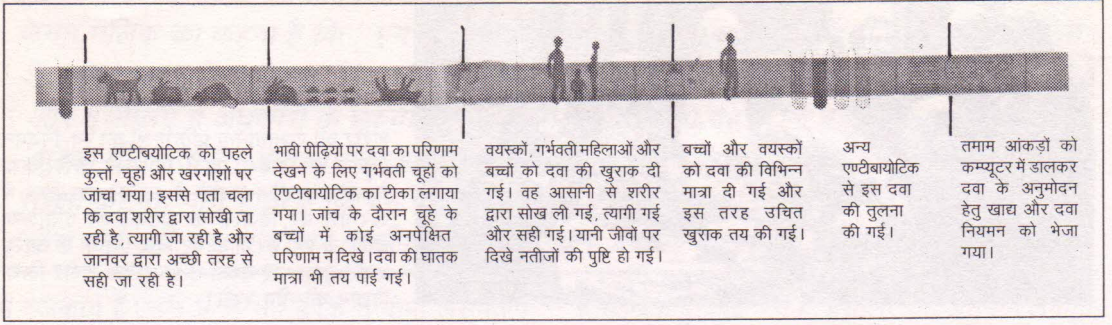 इस एण्टीबयोटिक को पहले
कुत्तों, चूहों और खरगोशों पर
जांचा गया। इससे पता चला
कि दवा शरीर द्वारा सोखी जा
रही है, त्यागी जा रही है और
जानवर द्वारा अच्छी तरह से
सही जा रही है।
भावी पीढ़ियों पर दवा का परिणाम
देखने के लिए गर्भवती चूहों को
एण्टीबायोटिक का टीका लगाया
गया। जांच के दौरान चूहे के
बच्चों में कोई अनपेक्षित
परिणाम न दिखे। दवा की घातक
मात्रा भी तय पाई गई।
वयस्कों, गर्भवती महिलाओं और
बच्चों को दवा की खुराक दी
गई। वह आसानी से शरीर
द्वारा सोख ली गई, त्यागी गई
और सही गई। यानी जीवों पर
दिखे नतीजों की पुष्टि हो गई।
बच्चों और वयस्कों
को दवा की विभिन्न
मात्रा दी गई और
इस तरह उचित
खुराक तय की गई।
अन्य
एण्टीबायोटिक
से इस दवा
की तुलना
की गई।
तमाम आंकड़ों को
कम्प्यूटर में डालकर
दवा के अनुमोदन
हेतु खाद्य और दवा
नियमन को भेजा
गया।